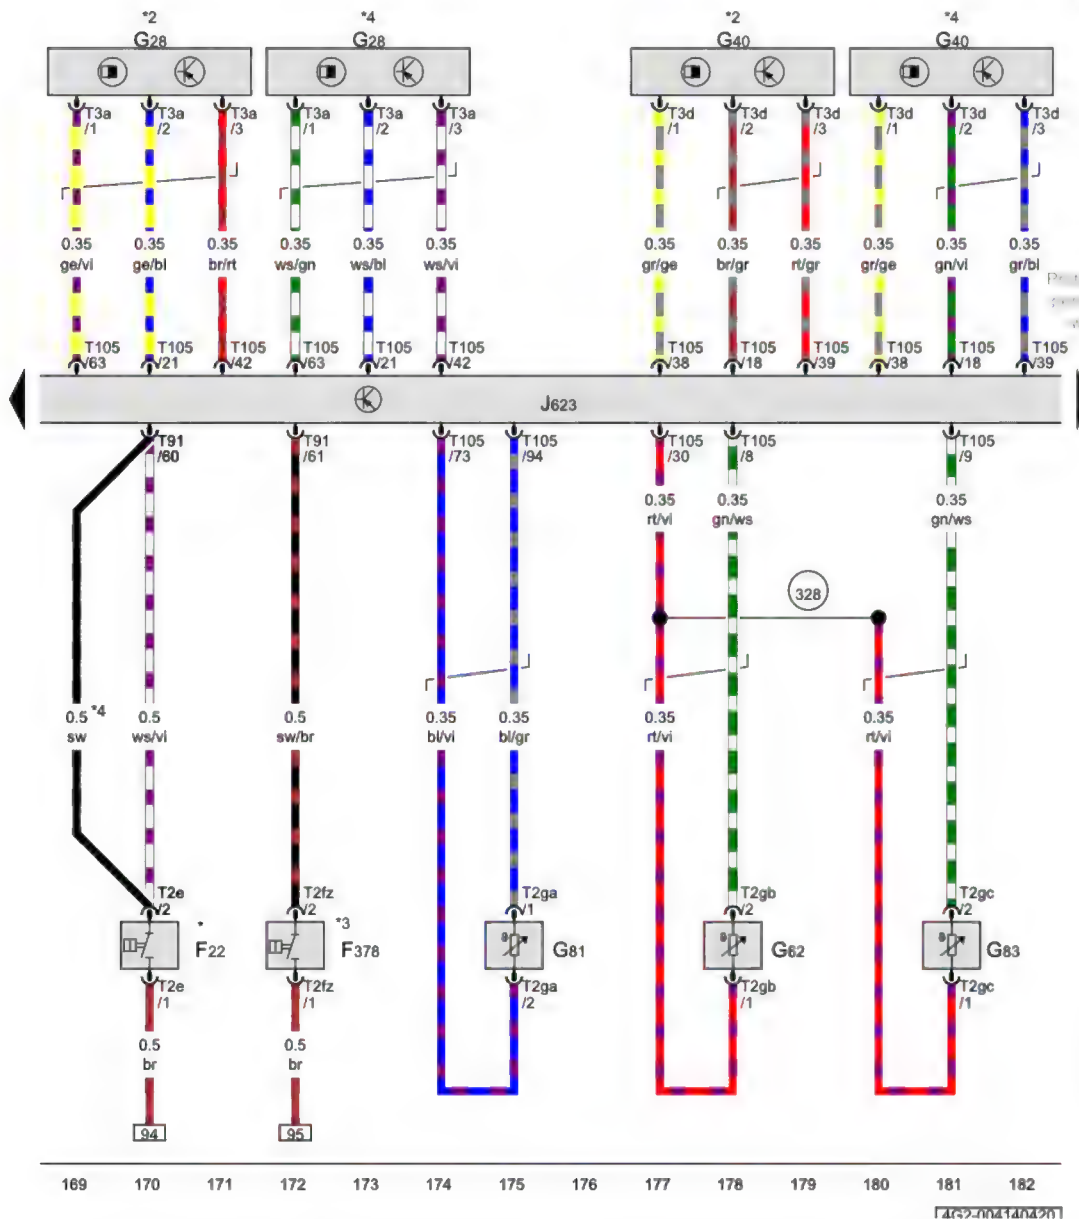 *2 *4 *2 *4
G28 G28 G40 G40
T3a T3a T3a T3a T3a T3a T3d T3d T3d T3d T3d T3d
/1 /2 /3 /1 /2 /3 /1 /2 /3 /1 /2 /3
0.35 0.35 0.35 0.35 0.35 0.35 0.35 0.35 0.35 0.35 0.35 0.35
ge/vi ge/bl br/rt ws/gn ws/bl ws/vi gr/ge br/gr rt/gr gr/ge gn/vi gr/bl
T105 T105 T105 T105 T105 T105 T105 T105 T105 T105 T105 T105
/63 /21 /42 /63 /21 /42 /38 /18 /39 /38 /18 /39
J623
T91 T91 T105 T105 T105 T105 T105
/60 /61 /73 /94 /30 /8 /9
0.35 0.35 0.35
rt/vi gn/ws gn/ws
328
0.5 *4 0.5 0.5 0.35 0.35 0.35 0.35
sw ws/vi sw/br bl/vi bl/gr rt/vi rt/vi
T2e T2fz T2ga T2gb T2gc
/2 /2 /1 /2 /2
* *3
F22 F378 G81 G62 G83
T2e T2fz T2ga T2gb T2gc
/1 /1 /2 /1 /1
0.5 0.5
br br
94 95
169 170 171 172 173 174 175 176 177 178 179 180 181 182
4G2-004140420